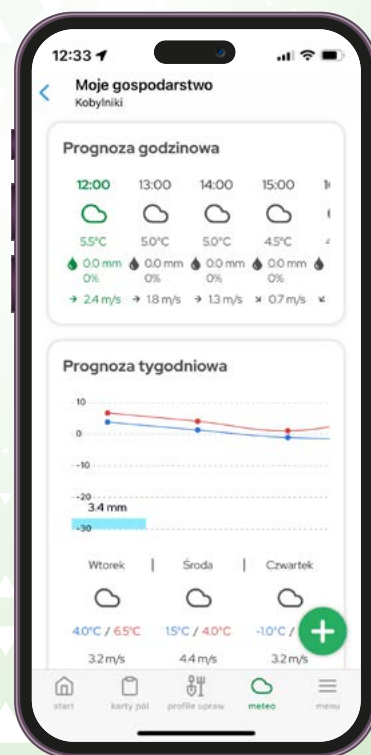 12:33
Moje gospodarstwo
Kobylniki
Prognoza godzinowa
12:00 13:00 14:00 15:00
5.5°C 5.0°C 5.0°C 4.5°C
0.0 mm 0.0 mm 0.0 mm 0.0 mm
0% 0% 0% 0%
2.4 m/s 1.8 m/s 1.3 m/s 0.7 m/s
Prognoza tygodniowa
10
0
-10
-20
3.4 mm
-30
Wtorek | Środa | Czwartek
4.0°C / 6.5°C 1.5°C / 4.0°C -1.0°C /
3.2 m/s 4.4 m/s 3.2 m/s
start karty pól profile upraw meteo menu